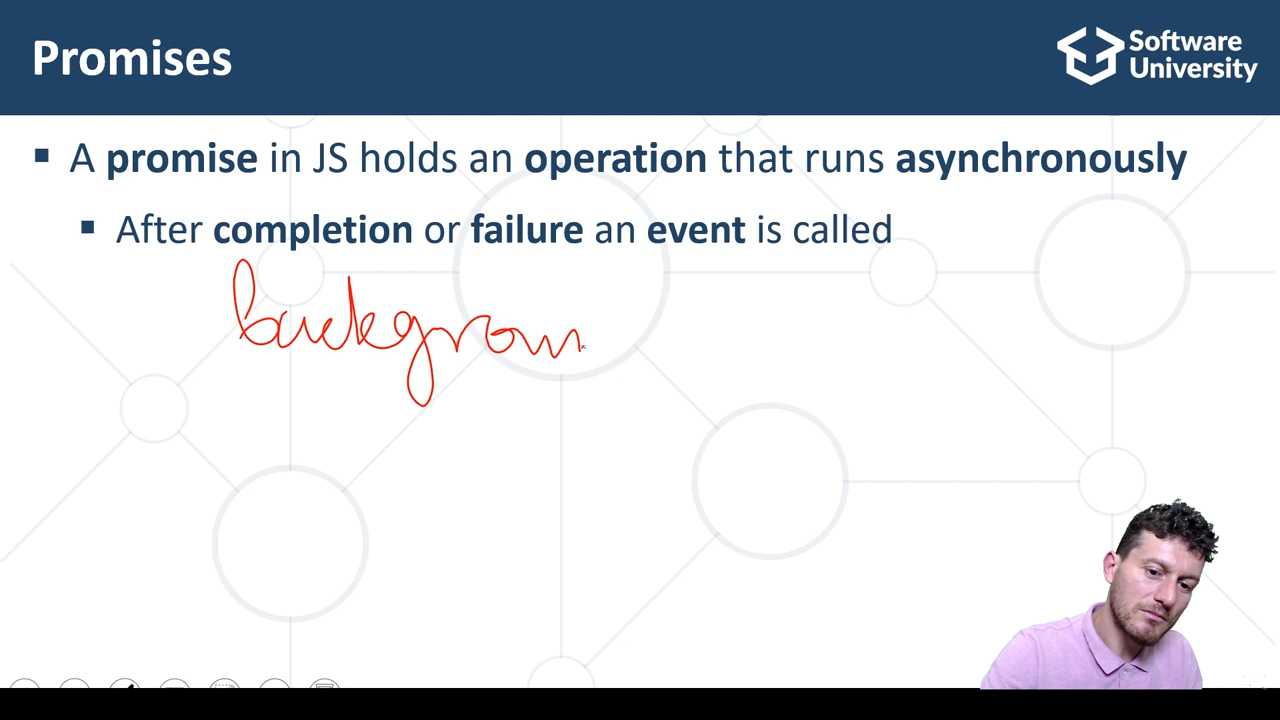 Promises
Software
University
A promise in JS holds an operation that runs asynchronously
After completion or failure an event is called
backgroun